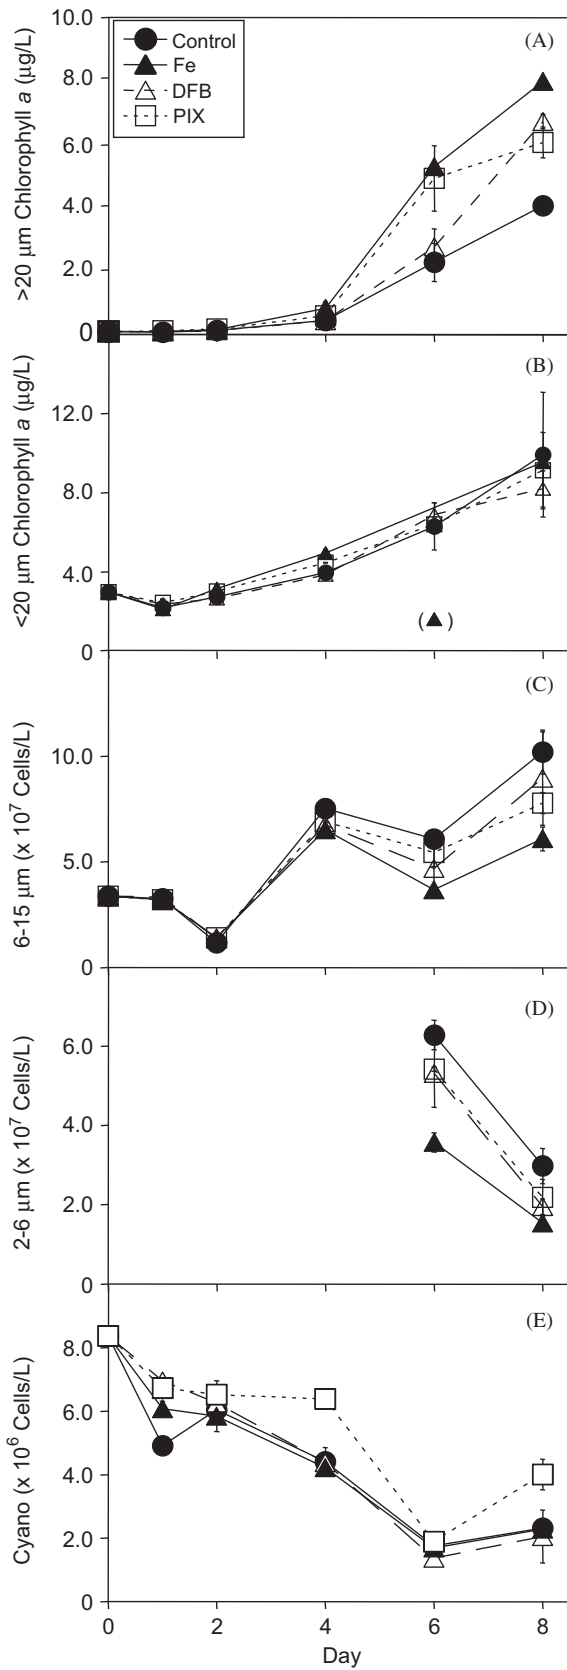 >20 µm Chlorophyll a (µg/L)
10.0
8.0
6.0
4.0
2.0
0
Control
Fe
DFB
PIX
(A)
<20 µm Chlorophyll a (µg/L)
12.0
8.0
4.0
0
(B)
( )
6-15 µm (x 10⁷ Cells/L)
10.0
5.0
0
(C)
2-6 µm (x 10⁷ Cells/L)
6.0
4.0
2.0
0
(D)
Cyano (x 10⁶ Cells/L)
8.0
6.0
4.0
2.0
0
(E)
0 2 4 6 8
Day